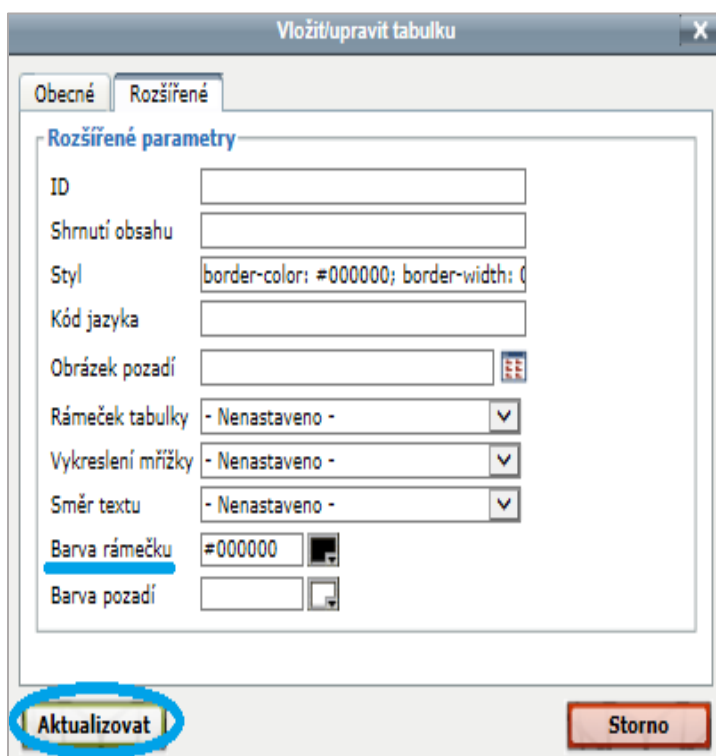 Vložit/upravit tabulku X
Obecné Rozšířené
Rozšířené parametry
ID
Shrnutí obsahu
Styl border-color: #000000; border-width: 0
Kód jazyka
Obrázek pozadí
Rámeček tabulky - Nenastaveno -
Vykreslení mřížky - Nenastaveno -
Směr textu - Nenastaveno -
Barva rámečku #000000
Barva pozadí
Aktualizovat Storno